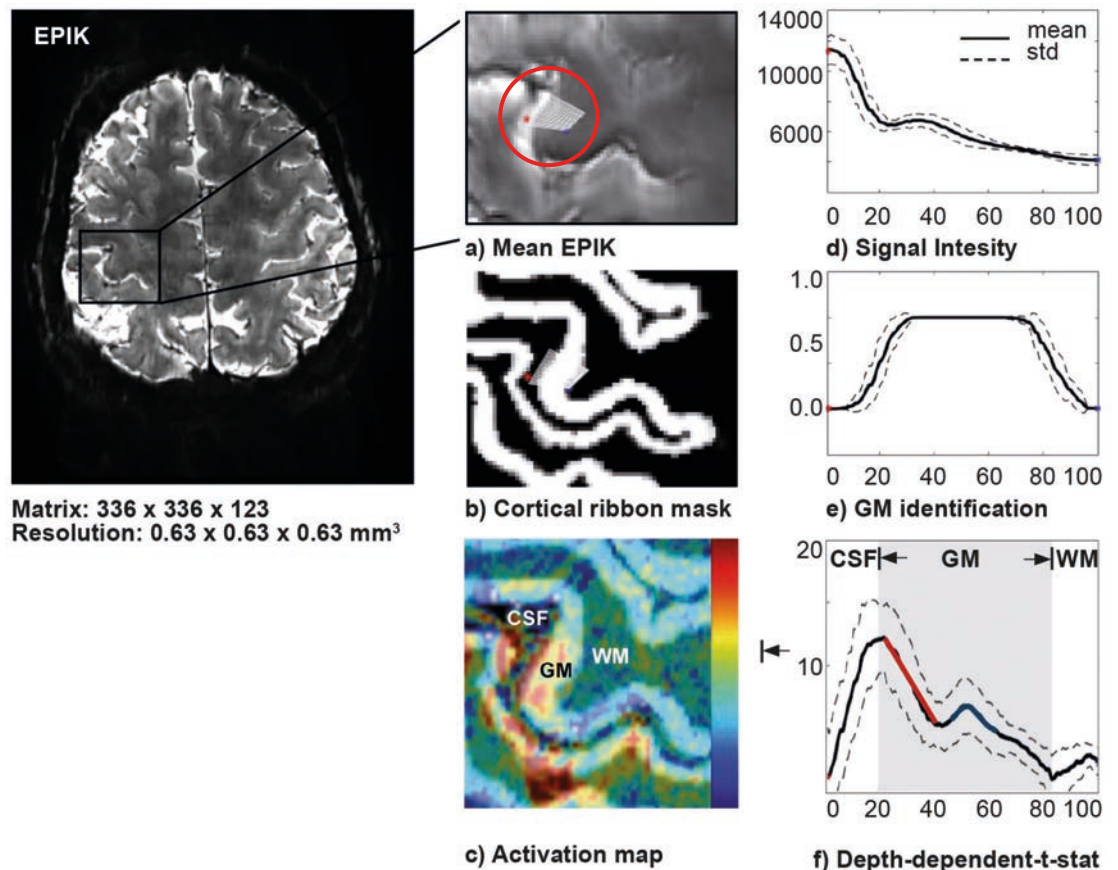 EPIK
Matrix: 336 x 336 x 123
Resolution: 0.63 x 0.63 x 0.63 mm³
a) Mean EPIK
b) Cortical ribbon mask
CSF
WM
GM
c) Activation map
14000
10000
6000
mean
std
0 20 40 60 80 100
d) Signal Intesity
1.0
0.5
0.0
0 20 40 60 80 100
e) GM identification
20
10
CSF GM WM
0 20 40 60 80 100
f) Depth-dependent-t-stat